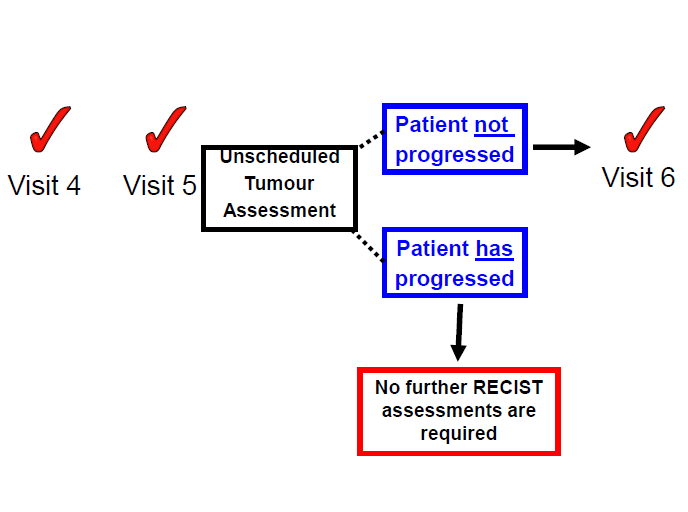 Visit 4
Visit 5
Unscheduled
Tumour
Assessment
Patient not
progressed
Visit 6
Patient has
progressed
No further RECIST
assessments are
required